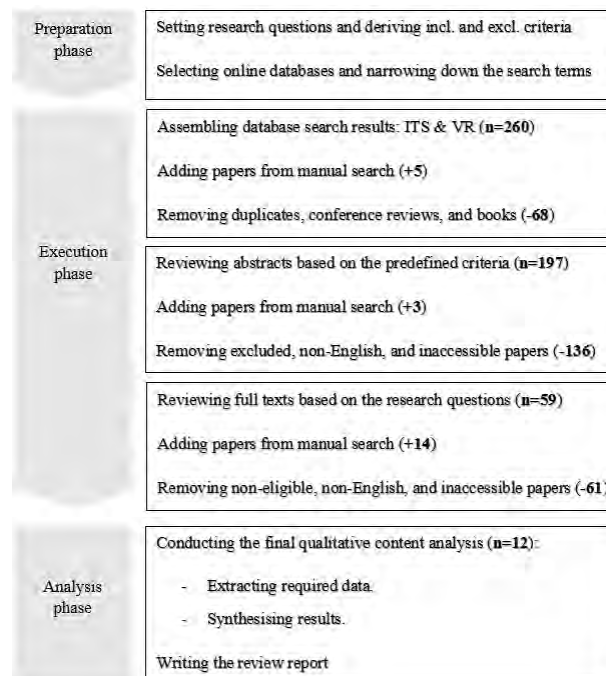 Preparation
phase
Setting research questions and deriving incl. and excl. criteria
Selecting online databases and narrowing down the search terms
Execution
phase
Assembling database search results: ITS & VR (n=260)
Adding papers from manual search (+5)
Removing duplicates, conference reviews, and books (-68)
Reviewing abstracts based on the predefined criteria (n=197)
Adding papers from manual search (+3)
Removing excluded, non-English, and inaccessible papers (-136)
Reviewing full texts based on the research questions (n=59)
Adding papers from manual search (+14)
Removing non-eligible, non-English, and inaccessible papers (-61)
Analysis
phase
Conducting the final qualitative content analysis (n=12):
- Extracting required data.
- Synthesising results.
Writing the review report